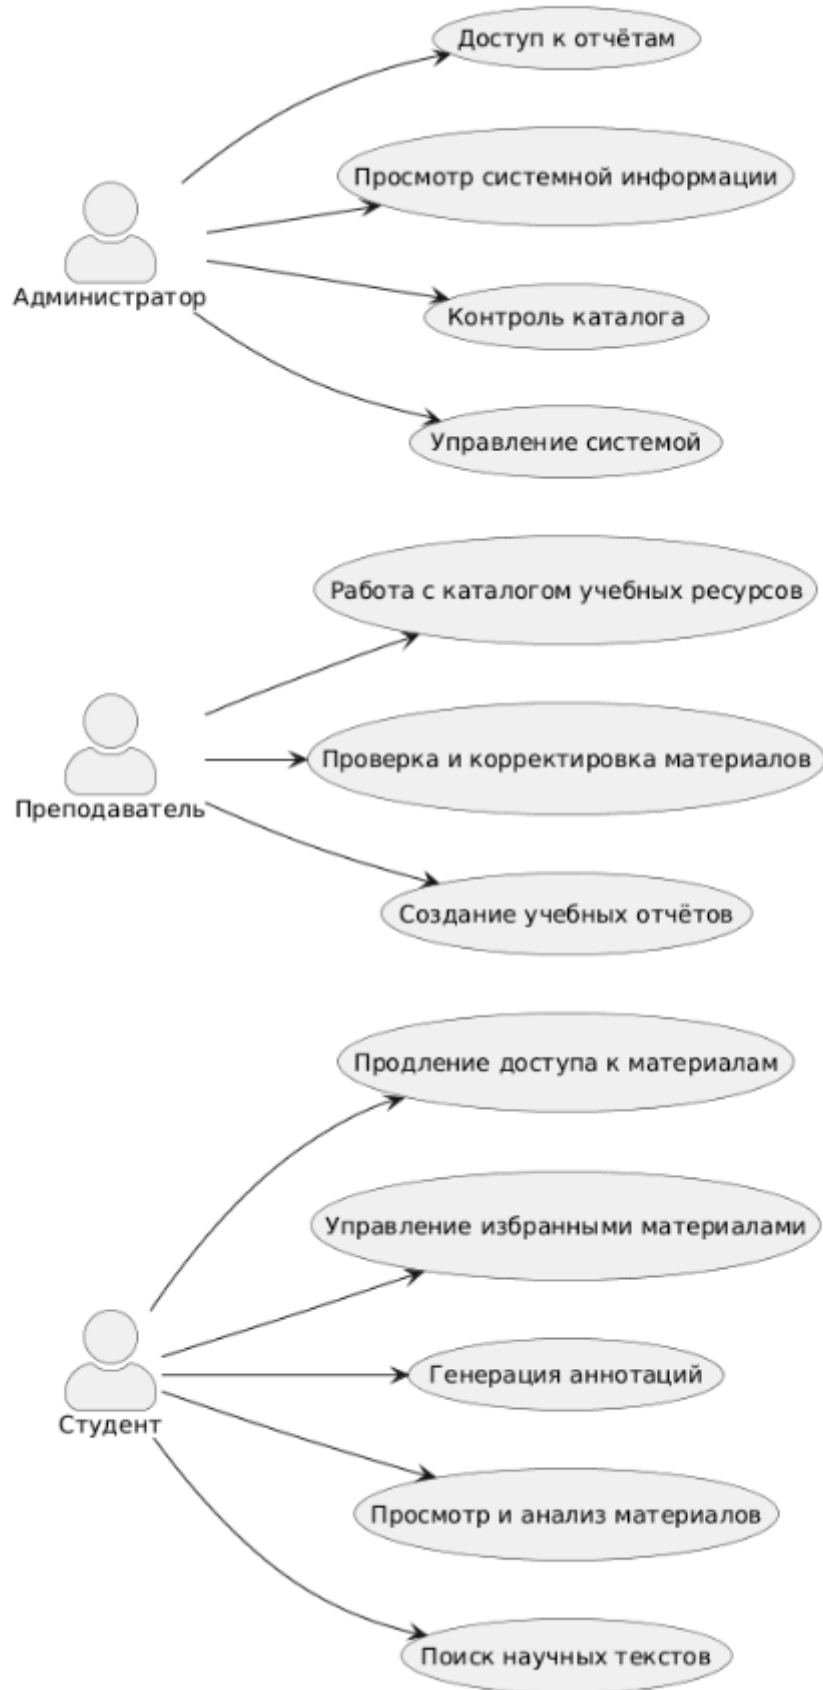 Доступ к отчётам
Просмотр системной информации
Администратор
Контроль каталога
Управление системой
Работа с каталогом учебных ресурсов
Проверка и корректировка материалов
Преподаватель
Создание учебных отчётов
Продление доступа к материалам
Управление избранными материалами
Генерация аннотаций
Студент
Просмотр и анализ материалов
Поиск научных текстов